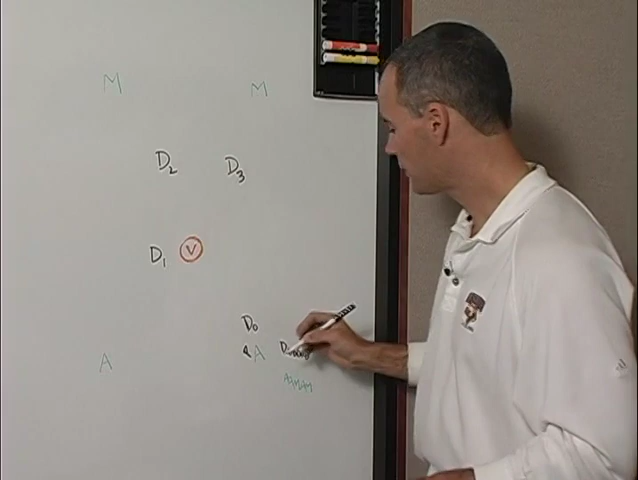 M M
D₂ D₃
D₁ V
D₀
A A